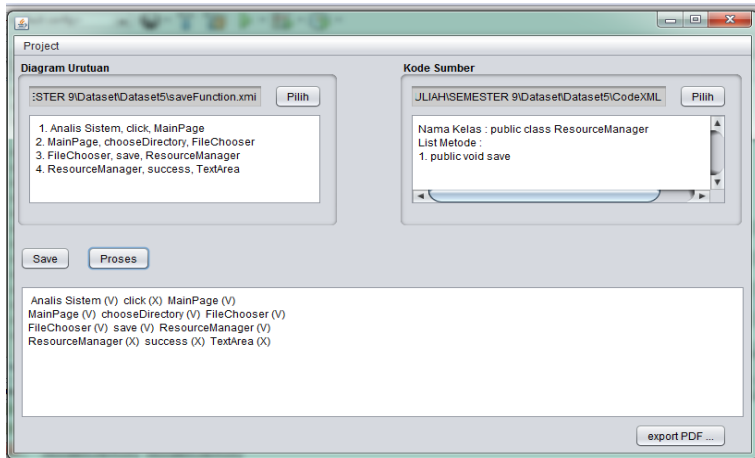 Project
Diagram Urutuan
Kode Sumber
:STER 9\Dataset\Dataset5\saveFunction.xmi
Pilih
JLIAH\SEMESTER 9\Dataset\Dataset5\CodeXML
Pilih
1. Analis Sistem, click, MainPage
2. MainPage, chooseDirectory, FileChooser
3. FileChooser, save, ResourceManager
4. ResourceManager, success, TextArea
Nama Kelas : public class ResourceManager
List Metode :
1. public void save
Save
Proses
Analis Sistem (V) click (X) MainPage (V)
MainPage (V) chooseDirectory (V) FileChooser (V)
FileChooser (V) save (V) ResourceManager (V)
ResourceManager (X) success (X) TextArea (X)
export PDF ...